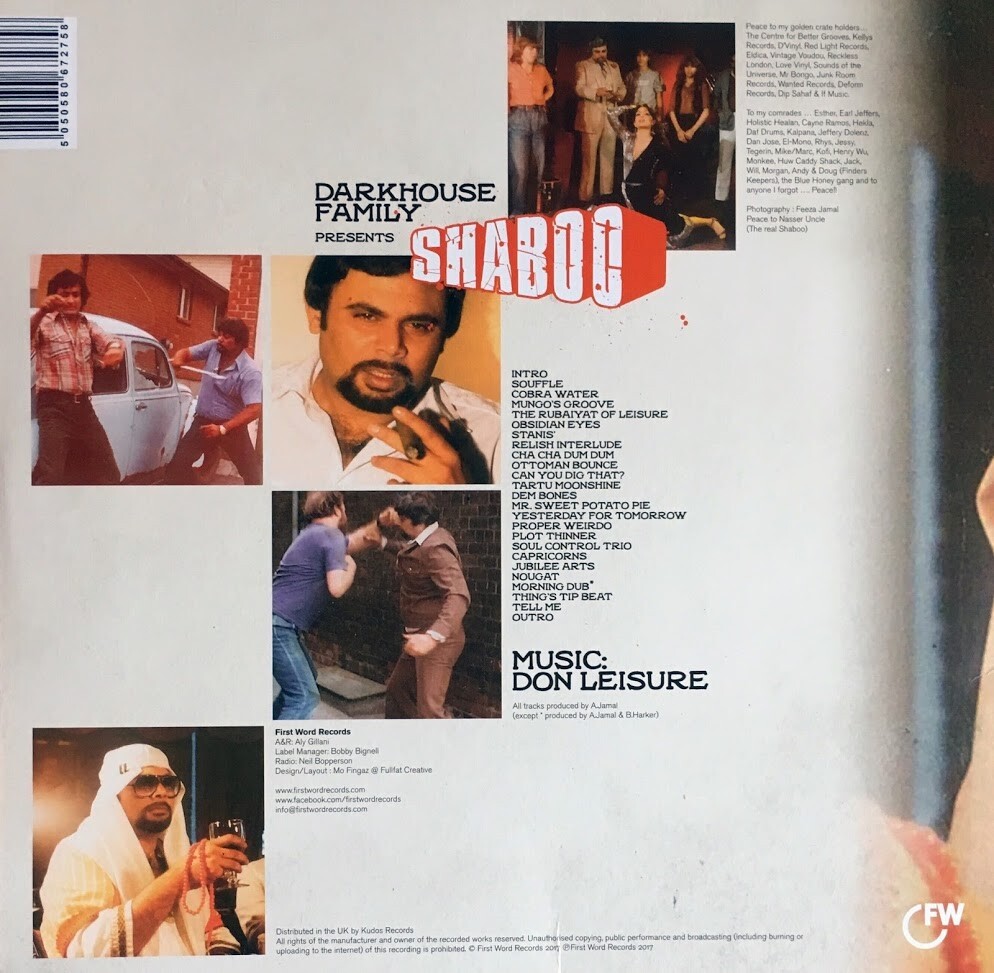 5 050580 672758
Peace to my golden crate holders...
The Centre for Better Grooves, Kellys
Records, D'Vinyl, Red Light Records,
Eldica, Vintage Voudou, Reckless
London, Love Vinyl, Sounds of the
Universe, Mr Bongo, Junk Room
Records, Wanted Records, Deform
Records, Dip Sahaf & If Music.
To my comrades .... Esther, Earl Jeffers,
Holistic Healan, Cayne Ramos, Hekla,
Daf Drums, Kalpana, Jeffery Dolenz,
Dan Jose, El-Mono, Rhys, Jessy,
Tegerin, Mike/Marc, Kofi, Henry Wu,
Monkee, Huw Caddy Shack, Jack,
Will, Morgan, Andy & Doug (Finders
Keepers), the Blue Honey gang and to
anyone I forgot ..... Peace!!
Photography : Feeza Jamal
Peace to Nasser Uncle
(The real Shaboo)
DARKHOUSE
FAMILY
PRESENTS
SHABOO
INTRO
SOUFFLE
COBRA WATER
MUNGO'S GROOVE
THE RUBAIYAT OF LEISURE
OBSIDIAN EYES
STANIS'
RELISH INTERLUDE
CHA CHA DUM DUM
OTTOMAN BOUNCE
CAN YOU DIG THAT?
TARTU MOONSHINE
DEM BONES
MR. SWEET POTATO PIE
YESTERDAY FOR TOMORROW
PROPER WEIRDO
PLOT THINNER
SOUL CONTROL TRIO
CAPRICORNS
JUBILEE ARTS
NOUGAT
MORNING DUB*
THING'S TIP BEAT
TELL ME
OUTRO
MUSIC:
DON LEISURE
All tracks produced by A.Jamal
(except * produced by A.Jamal & B.Harker)
First Word Records
A&R: Aly Gillani
Label Manager: Bobby Bignell
Radio: Neil Bopperson
Design/Layout : Mo Fingaz @ Fullfat Creative
www.firstwordrecords.com
www.facebook.com/firstwordrecords
info@firstwordrecords.com
Distributed in the UK by Kudos Records
All rights of the manufacturer and owner of the recorded works reserved. Unauthorised copying, public performance and broadcasting (including burning or
uploading to the internet) of this recording is prohibited. © First Word Records 2017 ℗First Word Records 2017
FW